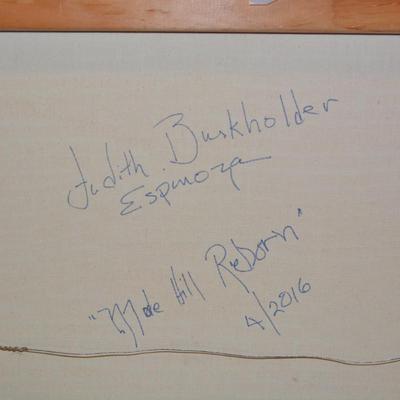 Judith Burkholder
Espinoza
"Mole Hill Reborn"
4/2016